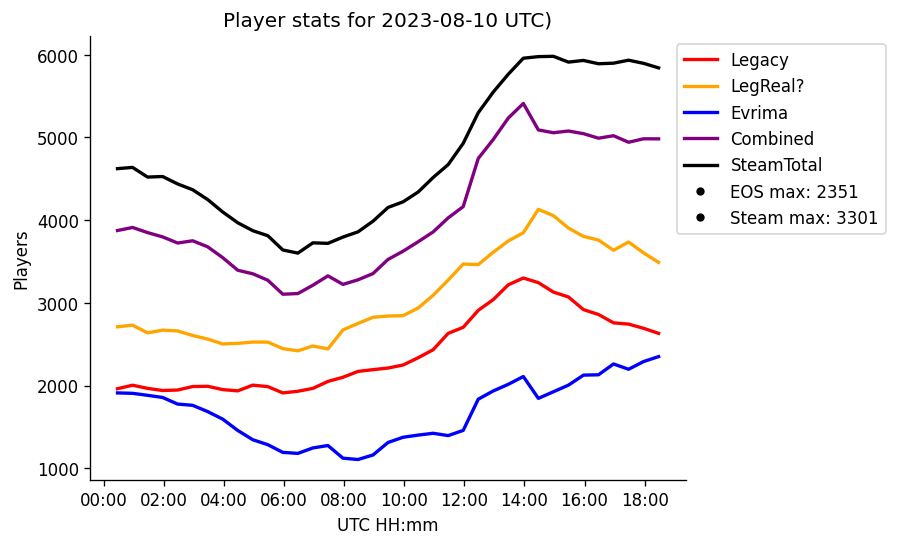 Player stats for 2023-08-10 UTC)
6000
5000
4000
3000
2000
1000
Players
00:00 02:00 04:00 06:00 08:00 10:00 12:00 14:00 16:00 18:00
UTC HH:mm
Legacy
LegReal?
Evrima
Combined
SteamTotal
EOS max: 2351
Steam max: 3301